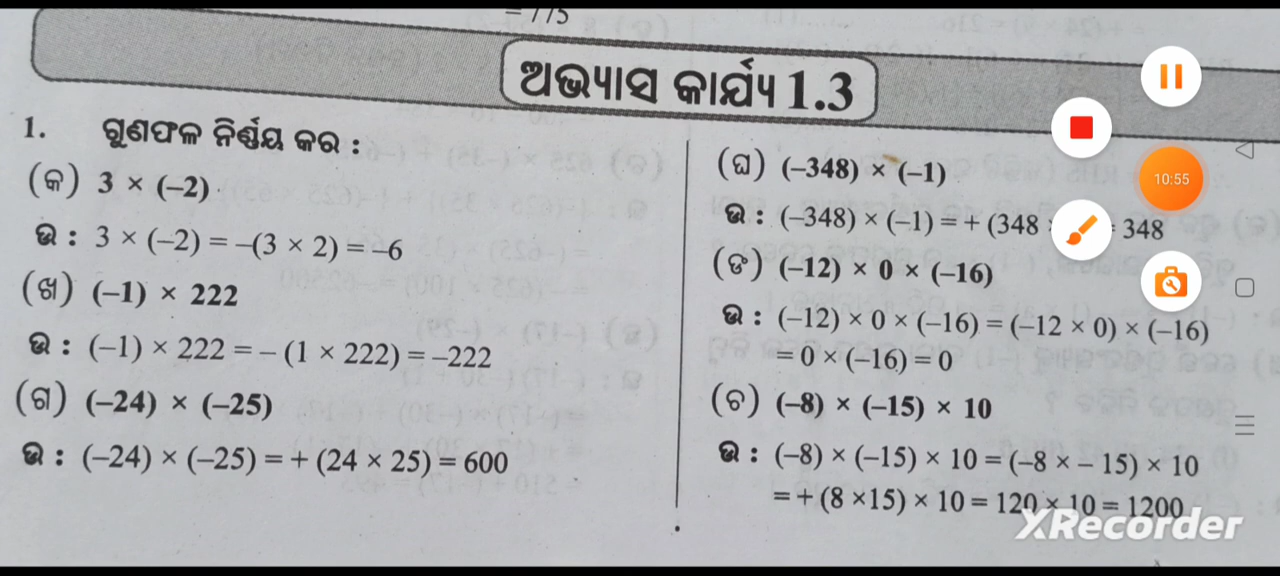 = 775
ଅଭ୍ୟାସ କାର୍ଯ୍ୟ 1.3
1. ଗୁଣଫଳ ନିର୍ଣ୍ଣୟ କର :
(କ) 3 × (–2)
ଉ : 3 × (–2) = –(3 × 2) = –6
(ଖ) (–1) × 222
ଉ : (–1) × 222 = – (1 × 222) = –222
(ଗ) (–24) × (–25)
ଉ : (–24) × (–25) = + (24 × 25) = 600
(ଘ) (–348) × (–1)
ଉ : (–348) × (–1) = + (348 348
(ଙ) (–12) × 0 × (–16)
ଉ : (–12) × 0 × (–16) = (–12 × 0) × (–16)
= 0 × (–16) = 0
(ଚ) (–8) × (–15) × 10
ଉ : (–8) × (–15) × 10 = (–8 × – 15) × 10
= + (8 ×15) × 10 = 120 × 10 = 1200
10:55
XRecorder